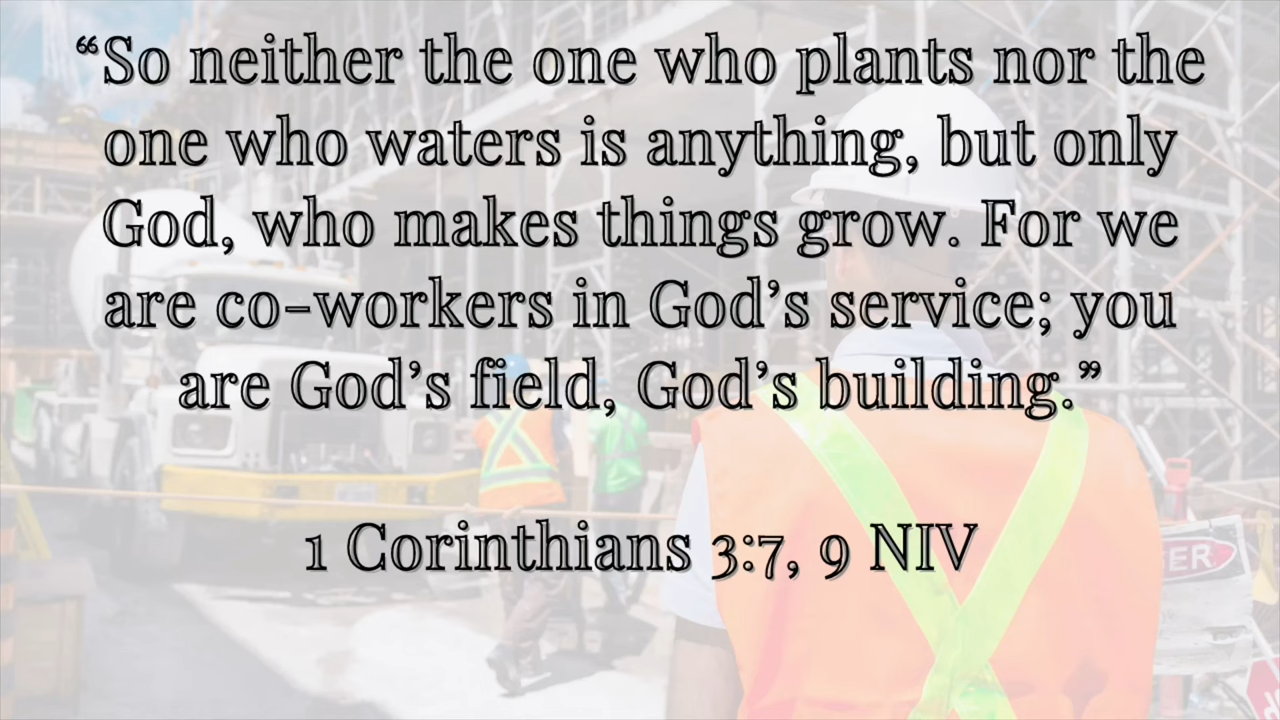 “So neither the one who plants nor the
one who waters is anything, but only
God, who makes things grow. For we
are co-workers in God’s service; you
are God’s field, God’s building.”
1 Corinthians 3:7, 9 NIV